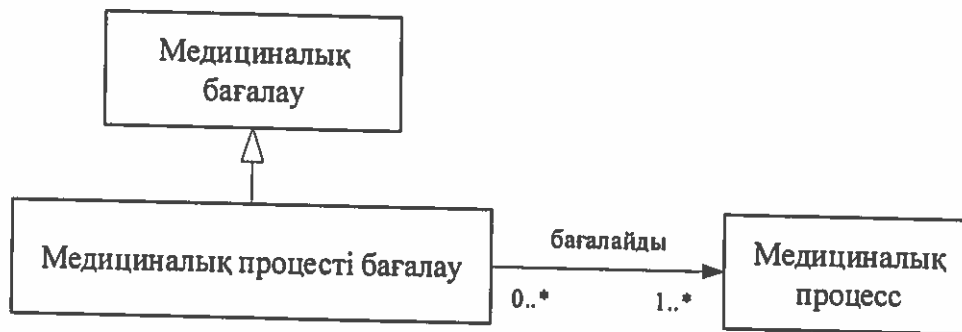 Медициналық
бағалау
Медициналық процесті бағалау
бағалайды
0..*
1..*
Медициналық
процесс